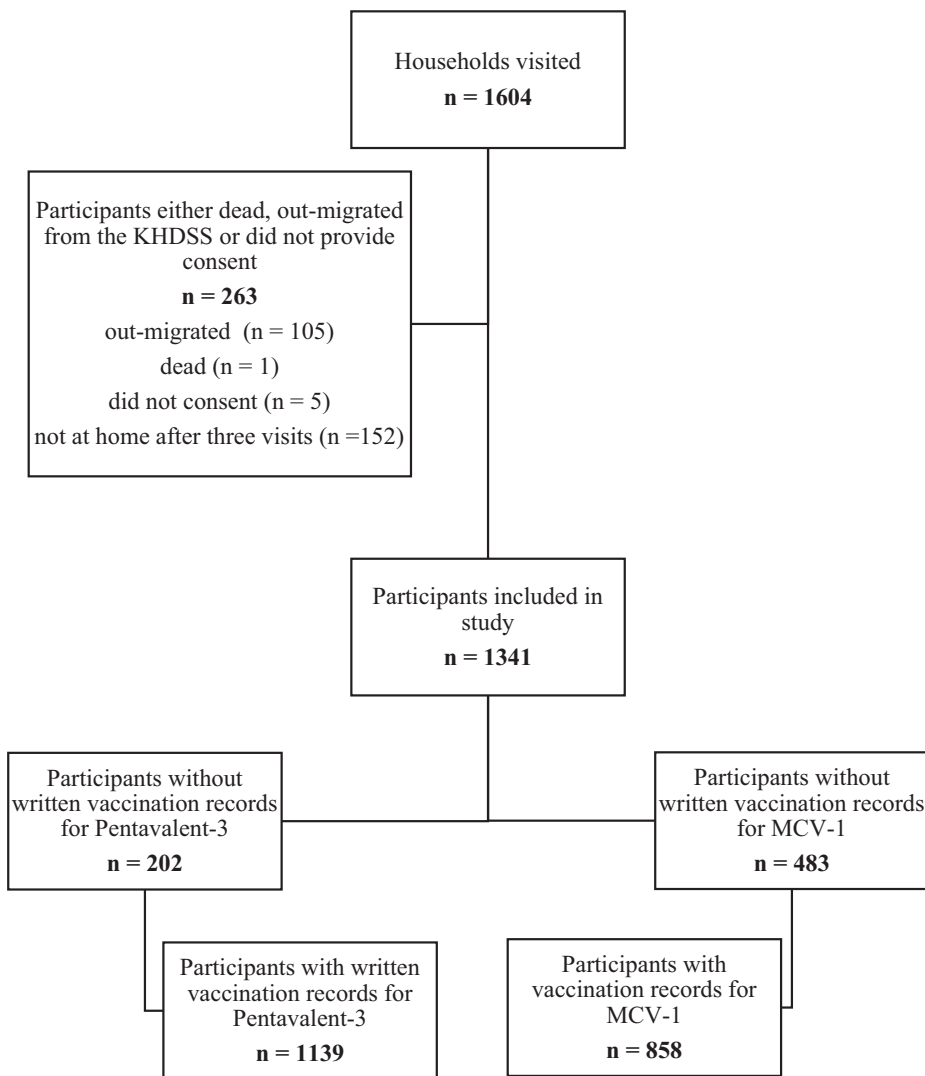 Households visited
n = 1604
Participants either dead, out-migrated
from the KHDSS or did not provide
consent
n = 263
out-migrated (n = 105)
dead (n = 1)
did not consent (n = 5)
not at home after three visits (n =152)
Participants included in
study
n = 1341
Participants without
written vaccination records
for Pentavalent-3
n = 202
Participants without
written vaccination records
for MCV-1
n = 483
Participants with written
vaccination records for
Pentavalent-3
n = 1139
Participants with
vaccination records for
MCV-1
n = 858